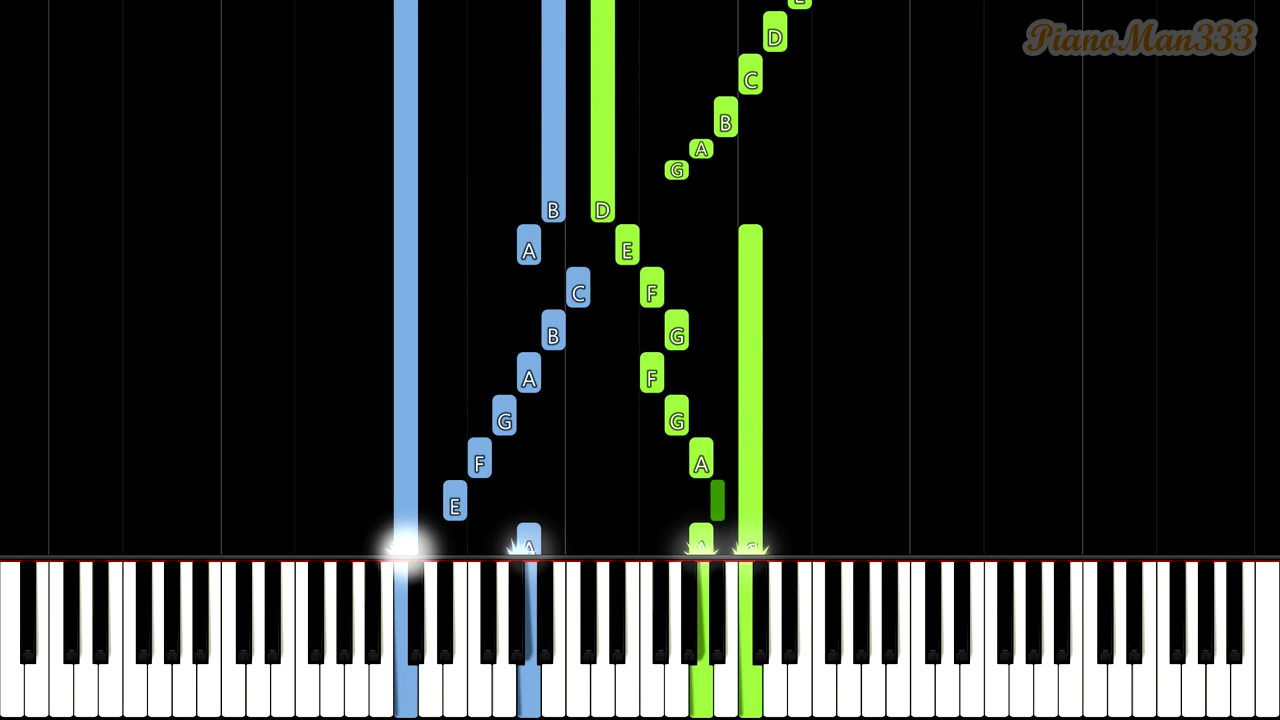 E
D
PianoMan333
C
B
A
G
B D
A E
C F
B G
A F
G G
F A
E
A A C